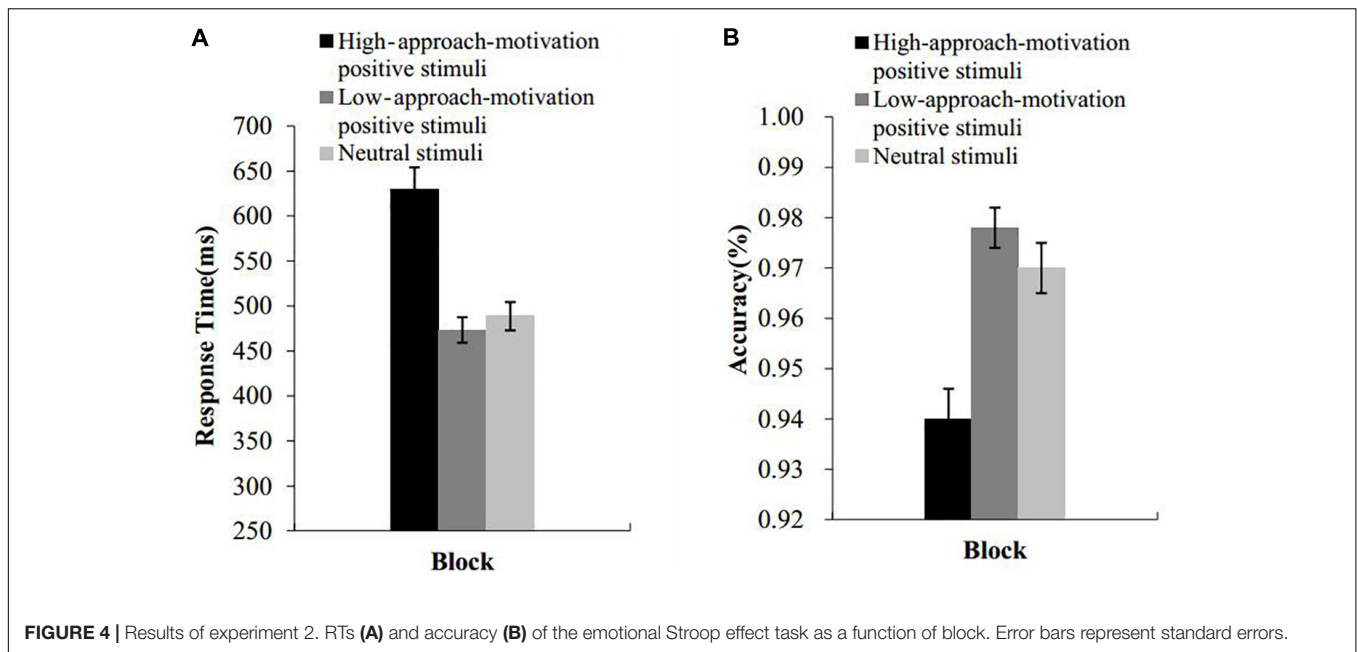 A
High-approach-motivation
positive stimuli
Low-approach-motivation
positive stimuli
Neutral stimuli
700
650
600
550
500
450
400
350
300
250
Response Time(ms)
Block
B
High-approach-motivation
positive stimuli
Low-approach-motivation
positive stimuli
Neutral stimuli
1.00
0.99
0.98
0.97
0.96
0.95
0.94
0.93
0.92
Accuracy(%)
Block
FIGURE 4 | Results of experiment 2. RTs (A) and accuracy (B) of the emotional Stroop effect task as a function of block. Error bars represent standard errors.